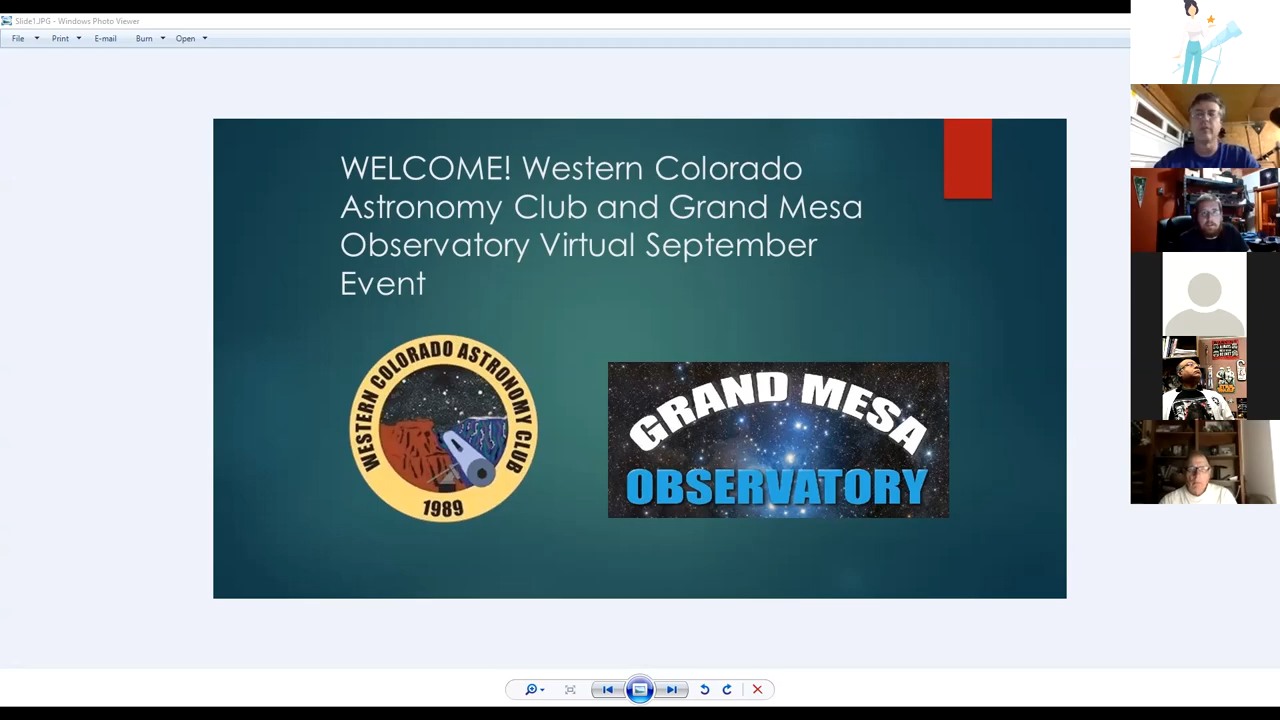 Slide1.JPG - Windows Photo Viewer
File Print E-mail Burn Open
WELCOME! Western Colorado
Astronomy Club and Grand Mesa
Observatory Virtual September
Event
WESTERN COLORADO ASTRONOMY CLUB
1989
GRAND MESA
OBSERVATORY